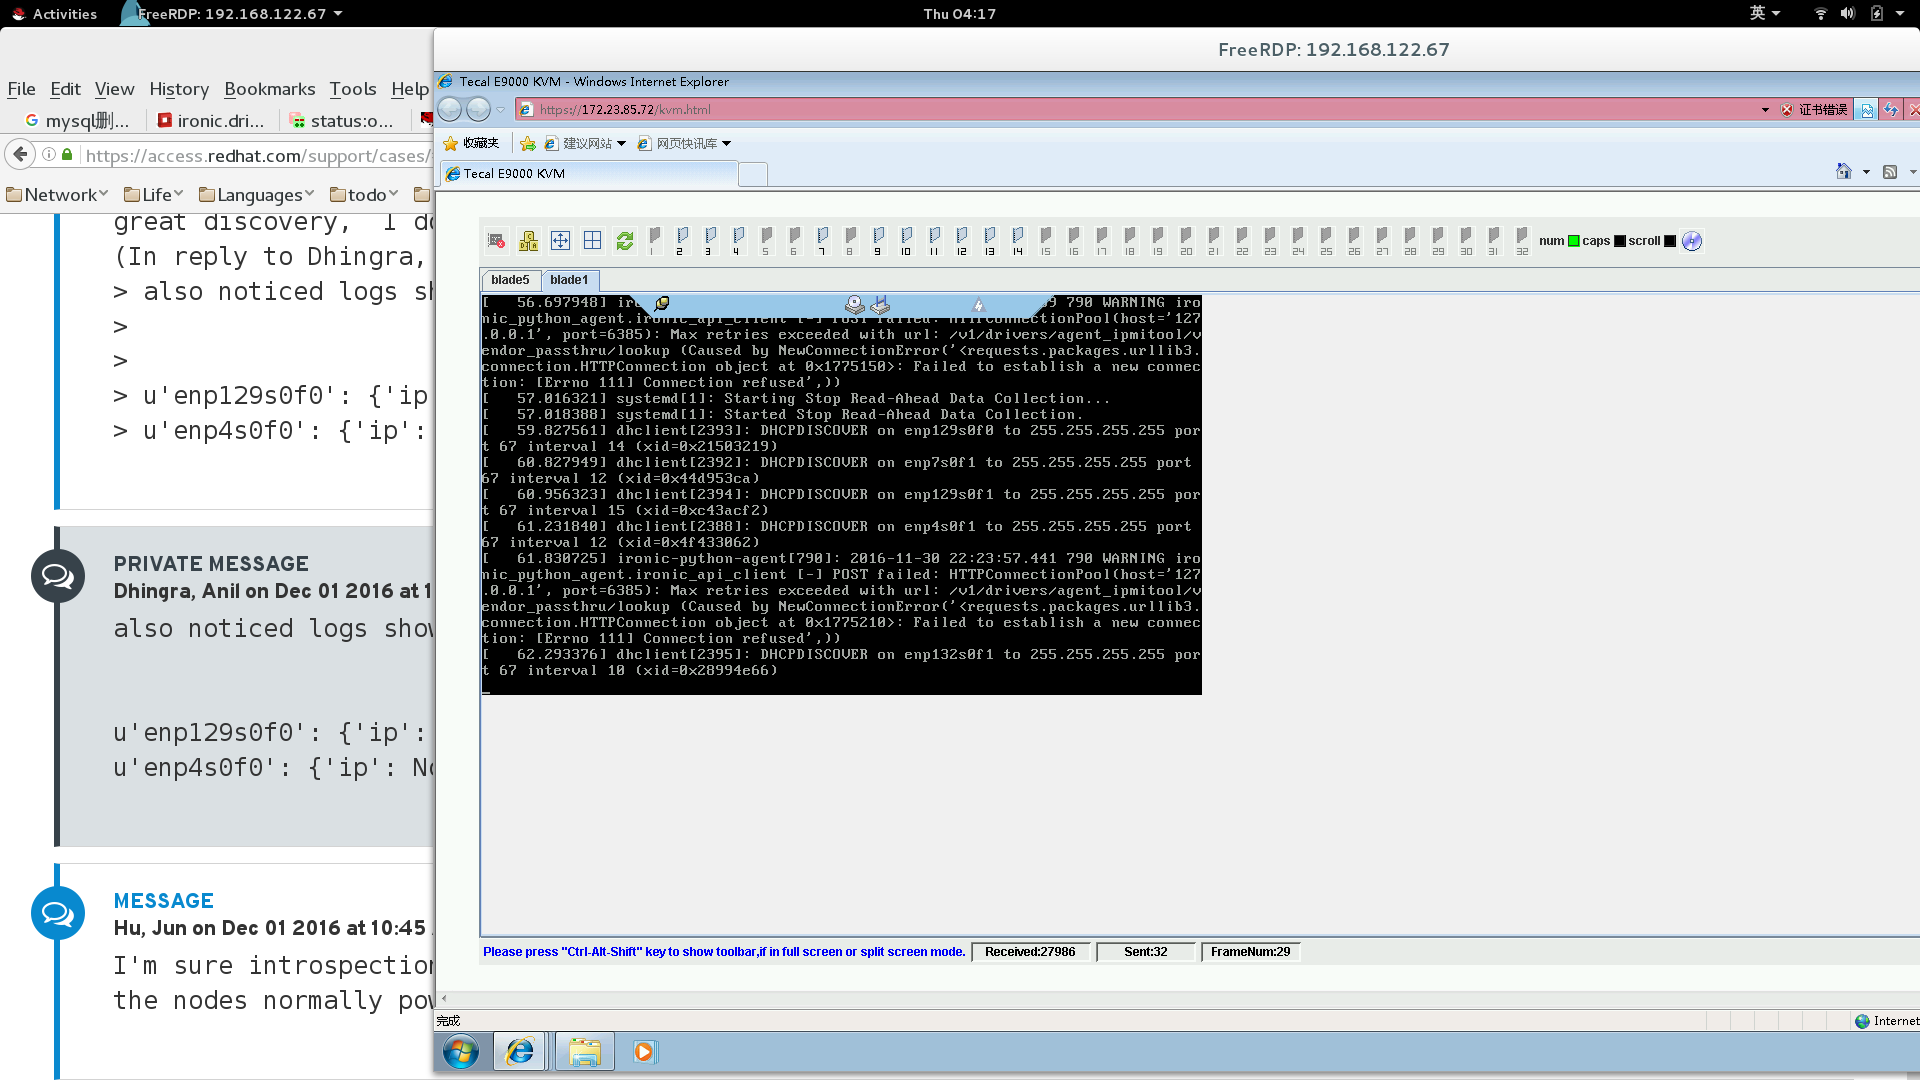 Activities
FreeRDP: 192.168.122.67
Thu 04:17
英
FreeRDP: 192.168.122.67
File Edit View History Bookmarks Tools Help
mysql删...
ironic.dri...
status:o...
https://access.redhat.com/support/cases/
Network
Life
Languages
todo
great discovery, I do
(In reply to Dhingra,
> also noticed logs sh
>
>
> u'enp129s0f0': {'ip
> u'enp4s0f0': {'ip':
PRIVATE MESSAGE
Dhingra, Anil on Dec 01 2016 at 1
also noticed logs show
u'enp129s0f0': {'ip':
u'enp4s0f0': {'ip': No
MESSAGE
Hu, Jun on Dec 01 2016 at 10:45
I'm sure introspection
the nodes normally pow
Tecal E9000 KVM - Windows Internet Explorer
https://172.23.85.72/kvm.html
证书错误
收藏夹
建议网站
网页快讯库
Tecal E9000 KVM
1 2 3 4 5 6 7 8 9 10 11 12 13 14 15 16 17 18 19 20 21 22 23 24 25 26 27 28 29 30 31 32
num caps scroll
blade5
blade1
[ 56.697948] iro 9 790 WARNING iro
nic_python_agent.ironic_api_client [-] POST failed: HTTPConnectionPool(host='127
.0.0.1', port=6385): Max retries exceeded with url: /v1/drivers/agent_ipmitool/v
endor_passthru/lookup (Caused by NewConnectionError('<requests.packages.urllib3.
connection.HTTPConnection object at 0x1775150>: Failed to establish a new connec
tion: [Errno 111] Connection refused',))
[ 57.016321] systemd[1]: Starting Stop Read-Ahead Data Collection...
[ 57.018388] systemd[1]: Started Stop Read-Ahead Data Collection.
[ 59.827561] dhclient[2393]: DHCPDISCOVER on enp129s0f0 to 255.255.255.255 por
t 67 interval 14 (xid=0x21503219)
[ 60.827949] dhclient[2392]: DHCPDISCOVER on enp7s0f1 to 255.255.255.255 port
67 interval 12 (xid=0x44d953ca)
[ 60.956323] dhclient[2394]: DHCPDISCOVER on enp129s0f1 to 255.255.255.255 por
t 67 interval 15 (xid=0xc43acf2)
[ 61.231840] dhclient[2388]: DHCPDISCOVER on enp4s0f1 to 255.255.255.255 port
67 interval 12 (xid=0x4f433062)
[ 61.830725] ironic-python-agent[790]: 2016-11-30 22:23:57.441 790 WARNING iro
nic_python_agent.ironic_api_client [-] POST failed: HTTPConnectionPool(host='127
.0.0.1', port=6385): Max retries exceeded with url: /v1/drivers/agent_ipmitool/v
endor_passthru/lookup (Caused by NewConnectionError('<requests.packages.urllib3.
connection.HTTPConnection object at 0x1775210>: Failed to establish a new connec
tion: [Errno 111] Connection refused',))
[ 62.293376] dhclient[2395]: DHCPDISCOVER on enp132s0f1 to 255.255.255.255 por
t 67 interval 10 (xid=0x28994e66)
Please press "Ctrl-Alt-Shift" key to show toolbar,if in full screen or split screen mode.
Received:27986
Sent:32
FrameNum:29
完成
Internet